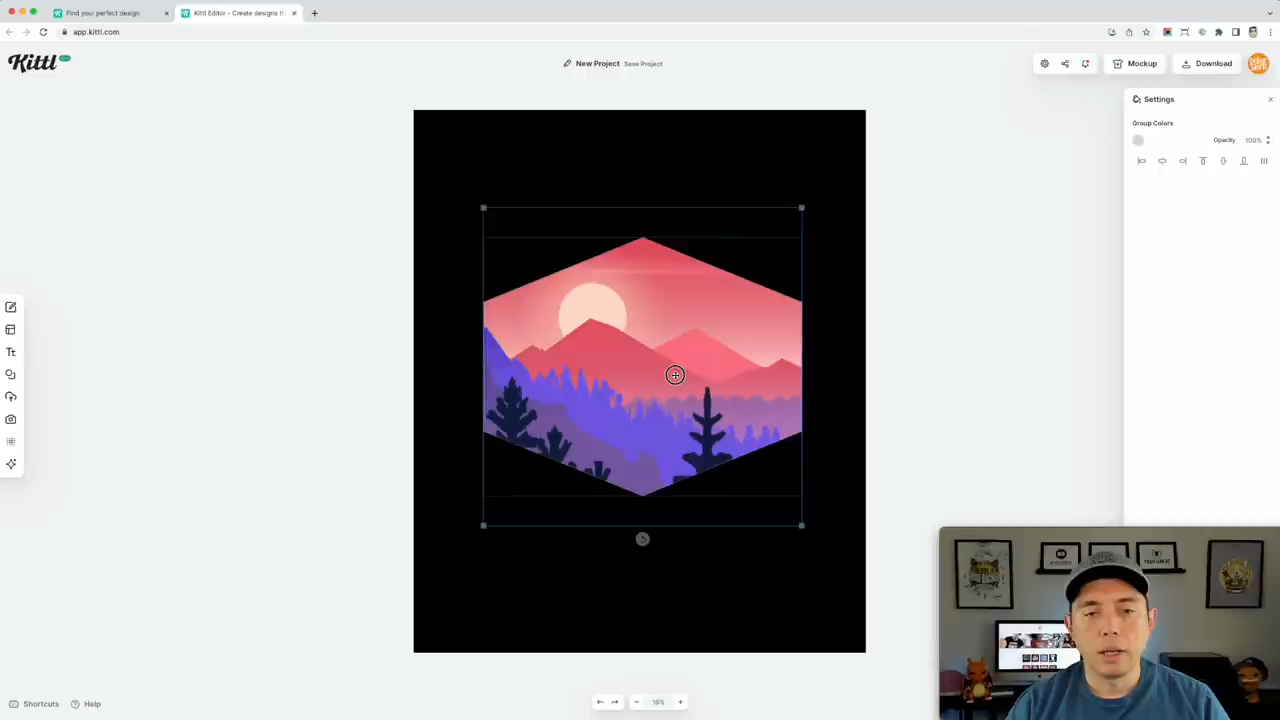 Find your perfect design
Kittl Editor - Create designs th
app.kittl.com
Kittl
New Project Save Project
Mockup
Download
Settings
Group Colors
Opacity 100%
Shortcuts
Help
19%